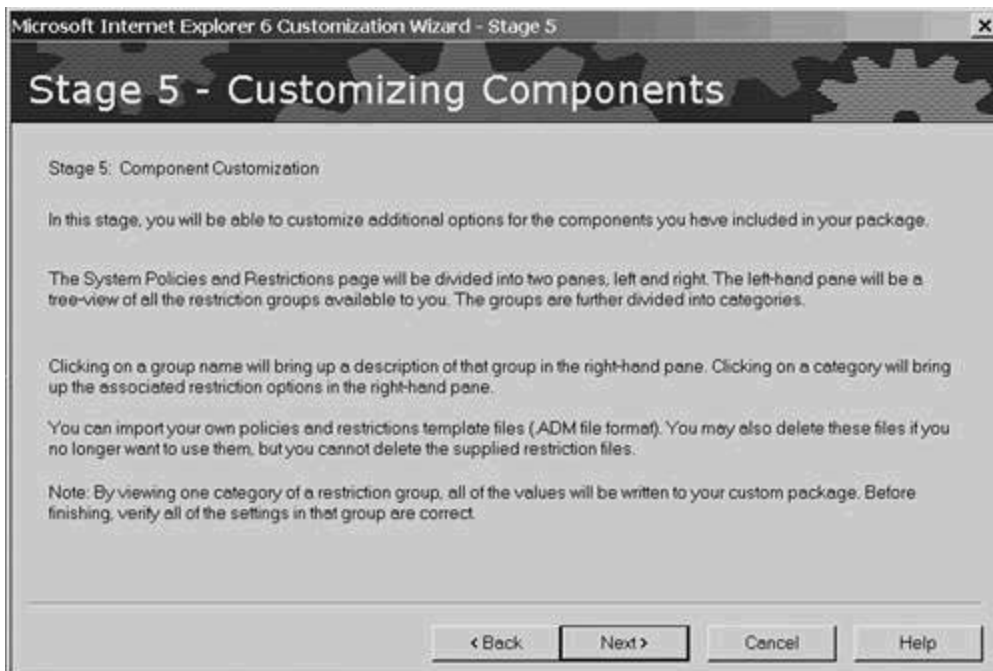 Microsoft Internet Explorer 6 Customization Wizard - Stage 5
Stage 5 - Customizing Components
Stage 5: Component Customization
In this stage, you will be able to customize additional options for the components you have included in your package.
The System Policies and Restrictions page will be divided into two panes, left and right. The left-hand pane will be a
tree-view of all the restriction groups available to you. The groups are further divided into categories.
Clicking on a group name will bring up a description of that group in the right-hand pane. Clicking on a category will bring
up the associated restriction options in the right-hand pane.
You can import your own policies and restrictions template files (.ADM file format). You may also delete these files if you
no longer want to use them, but you cannot delete the supplied restriction files.
Note: By viewing one category of a restriction group, all of the values will be written to your custom package. Before
finishing, verify all of the settings in that group are correct.
< Back Next > Cancel Help